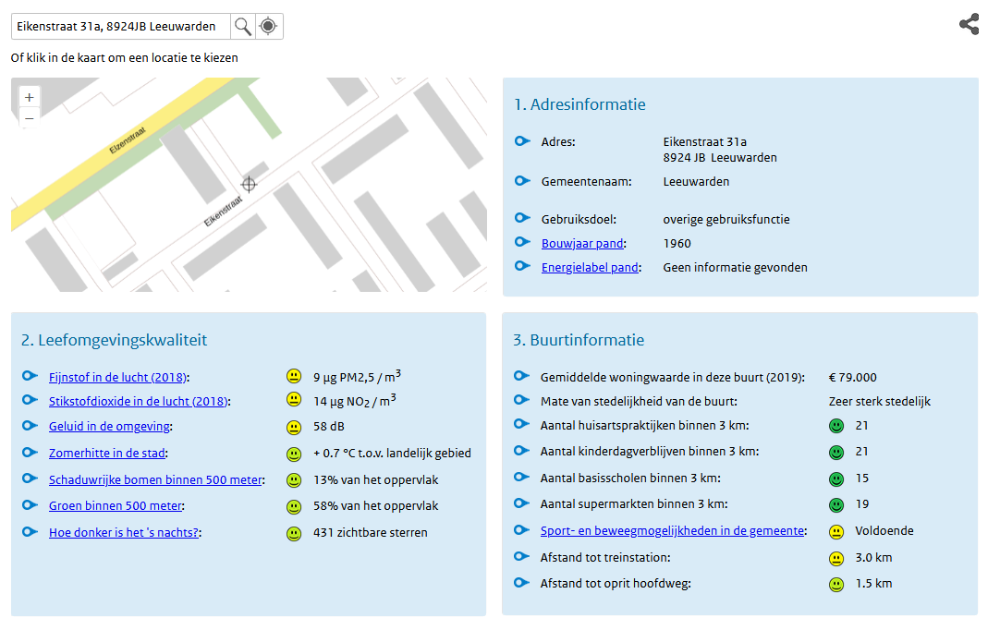 Eikenstraat 31a, 8924JB Leeuwarden
Of klik in de kaart om een locatie te kiezen
+
−
Elzenstraat
Eikenstraat
1. Adresinformatie
Adres: Eikenstraat 31a
8924 JB Leeuwarden
Gemeentenaam: Leeuwarden
Gebruiksdoel: overige gebruiksfunctie
Bouwjaar pand: 1960
Energielabel pand: Geen informatie gevonden
2. Leefomgevingskwaliteit
Fijnstof in de lucht (2018): 9 µg PM2,5 / m³
Stikstofdioxide in de lucht (2018): 14 µg NO₂ / m³
Geluid in de omgeving: 58 dB
Zomerhitte in de stad: + 0.7 °C t.o.v. landelijk gebied
Schaduwrijke bomen binnen 500 meter: 13% van het oppervlak
Groen binnen 500 meter: 58% van het oppervlak
Hoe donker is het 's nachts?: 431 zichtbare sterren
3. Buurtinformatie
Gemiddelde woningwaarde in deze buurt (2019): € 79.000
Mate van stedelijkheid van de buurt: Zeer sterk stedelijk
Aantal huisartspraktijken binnen 3 km: 21
Aantal kinderdagverblijven binnen 3 km: 21
Aantal basisscholen binnen 3 km: 15
Aantal supermarkten binnen 3 km: 19
Sport- en beweegmogelijkheden in de gemeente: Voldoende
Afstand tot treinstation: 3.0 km
Afstand tot oprit hoofdweg: 1.5 km